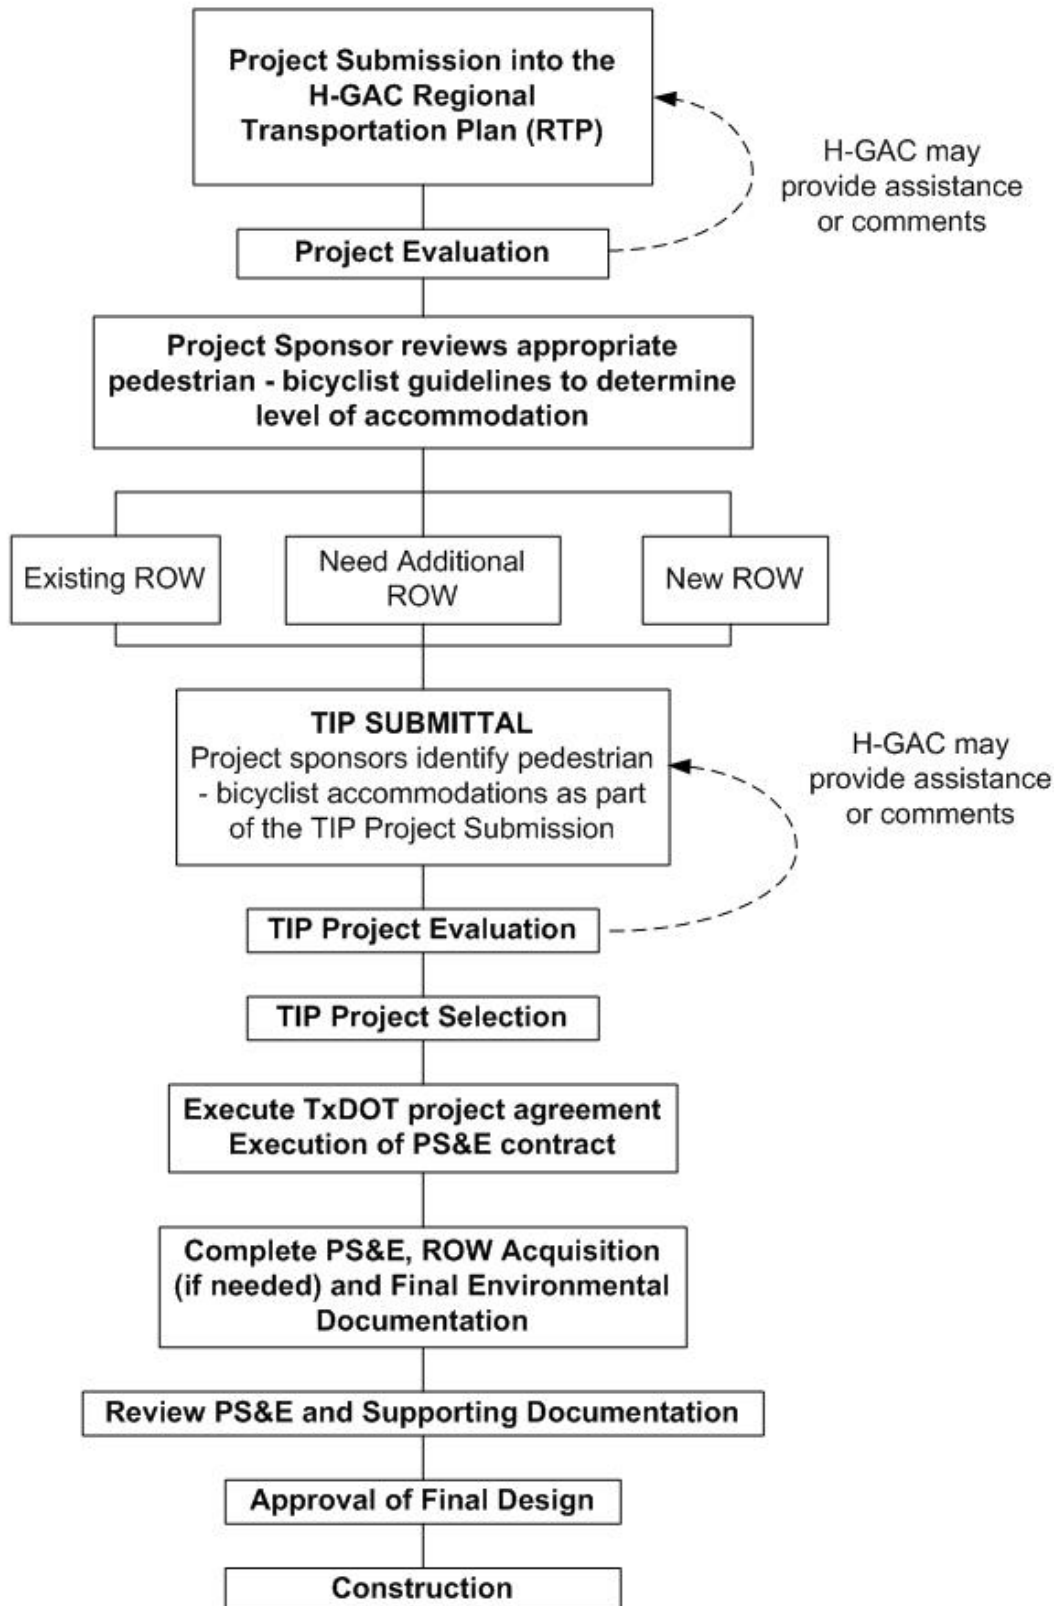 Project Submission into the
H-GAC Regional
Transportation Plan (RTP)
H-GAC may
provide assistance
or comments
Project Evaluation
Project Sponsor reviews appropriate
pedestrian - bicyclist guidelines to determine
level of accommodation
Existing ROW
Need Additional
ROW
New ROW
TIP SUBMITTAL
Project sponsors identify pedestrian
- bicyclist accommodations as part
of the TIP Project Submission
H-GAC may
provide assistance
or comments
TIP Project Evaluation
TIP Project Selection
Execute TxDOT project agreement
Execution of PS&E contract
Complete PS&E, ROW Acquisition
(if needed) and Final Environmental
Documentation
Review PS&E and Supporting Documentation
Approval of Final Design
Construction